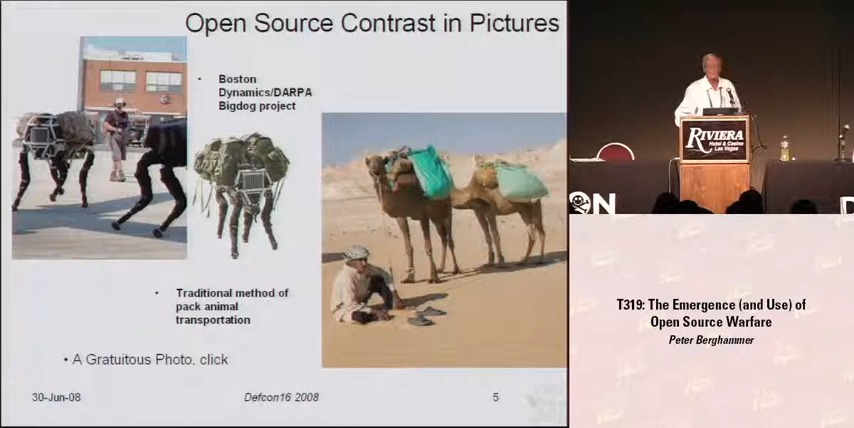 Open Source Contrast in Pictures
• Boston
Dynamics/DARPA
Bigdog project
• Traditional method of
pack animal
transportation
• A Gratuitous Photo, click
30-Jun-08
Defcon16 2008
5
RIVIERA
Hotel & Casino
Las Vegas
ON
D
T319: The Emergence (and Use) of
Open Source Warfare
Peter Berghammer